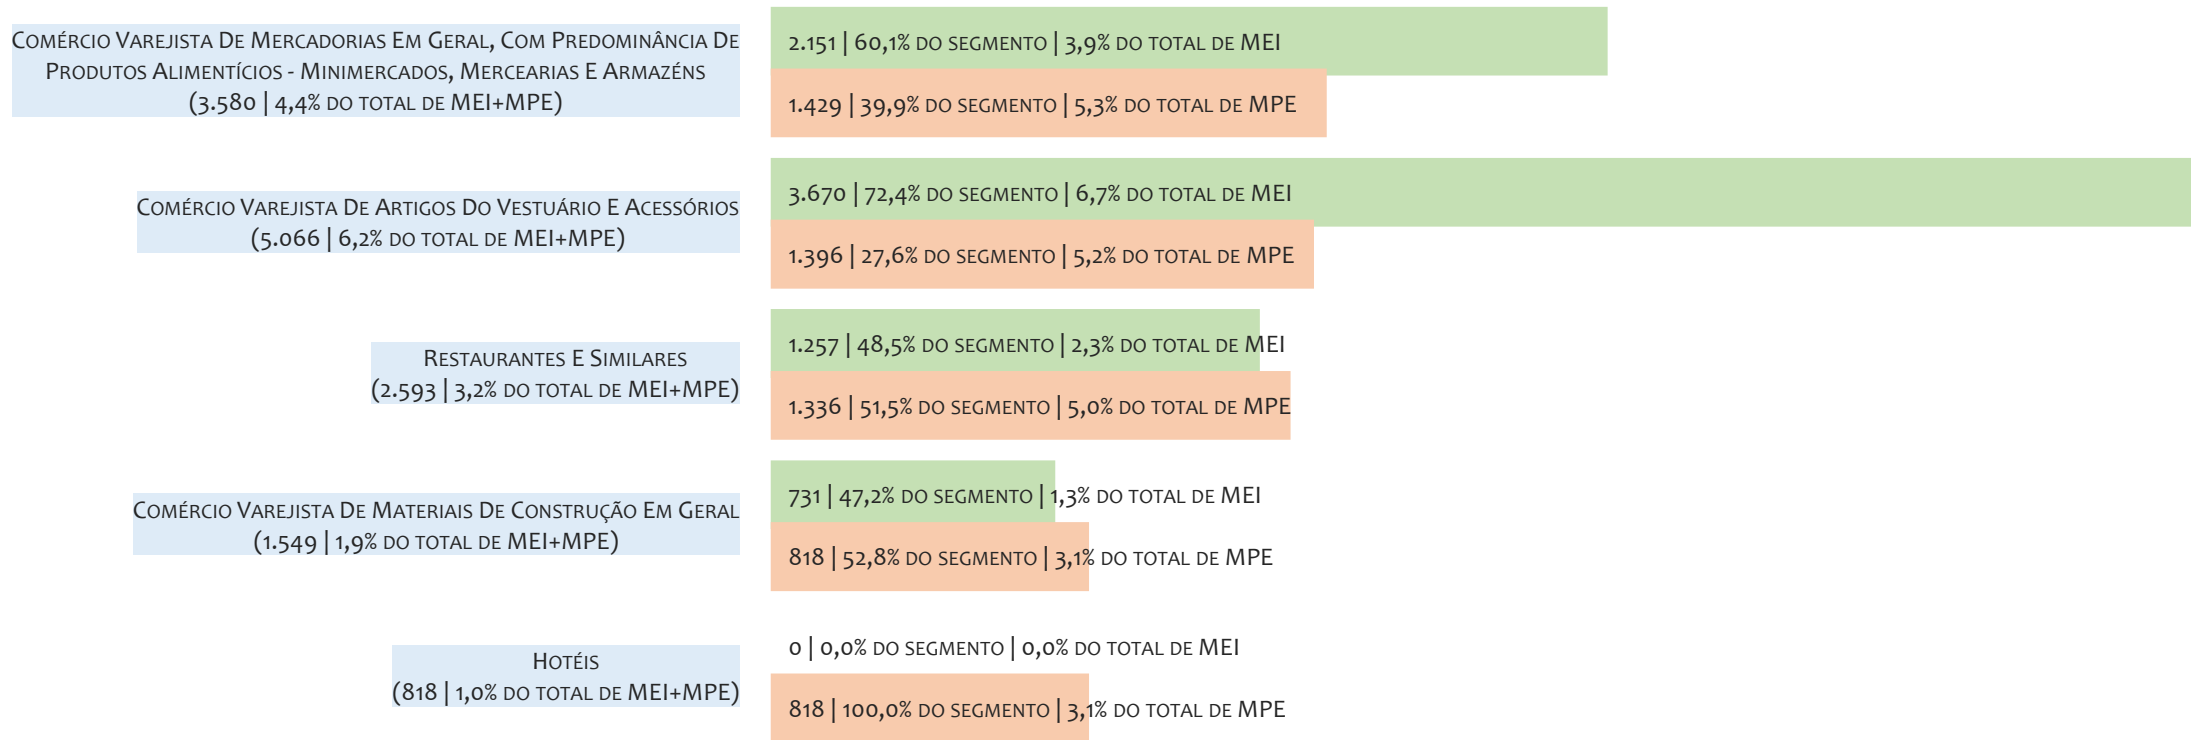 Comércio Varejista De Mercadorias Em Geral, Com Predominância De
Produtos Alimentícios - Minimercados, Mercearias E Armazéns
(3.580 | 4,4% do total de MEI+MPE)
2.151 | 60,1% do segmento | 3,9% do total de MEI
1.429 | 39,9% do segmento | 5,3% do total de MPE
Comércio Varejista De Artigos Do Vestuário E Acessórios
(5.066 | 6,2% do total de MEI+MPE)
3.670 | 72,4% do segmento | 6,7% do total de MEI
1.396 | 27,6% do segmento | 5,2% do total de MPE
Restaurantes E Similares
(2.593 | 3,2% do total de MEI+MPE)
1.257 | 48,5% do segmento | 2,3% do total de MEI
1.336 | 51,5% do segmento | 5,0% do total de MPE
Comércio Varejista De Materiais De Construção Em Geral
(1.549 | 1,9% do total de MEI+MPE)
731 | 47,2% do segmento | 1,3% do total de MEI
818 | 52,8% do segmento | 3,1% do total de MPE
Hotéis
(818 | 1,0% do total de MEI+MPE)
0 | 0,0% do segmento | 0,0% do total de MEI
818 | 100,0% do segmento | 3,1% do total de MPE